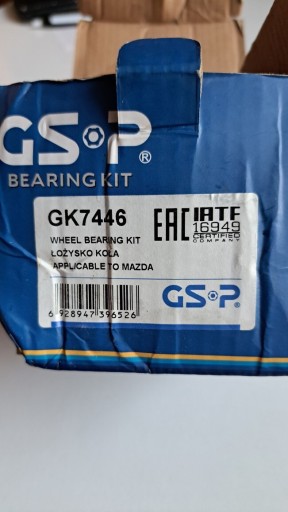 GS·P®
BEARING KIT
GK7446
WHEEL BEARING KIT
ŁOŻYSKO KOŁA
APPLICABLE TO MAZDA
EAC
IATF
16949
CERTIFIED
COMPANY
GS·P
6 928947 396526